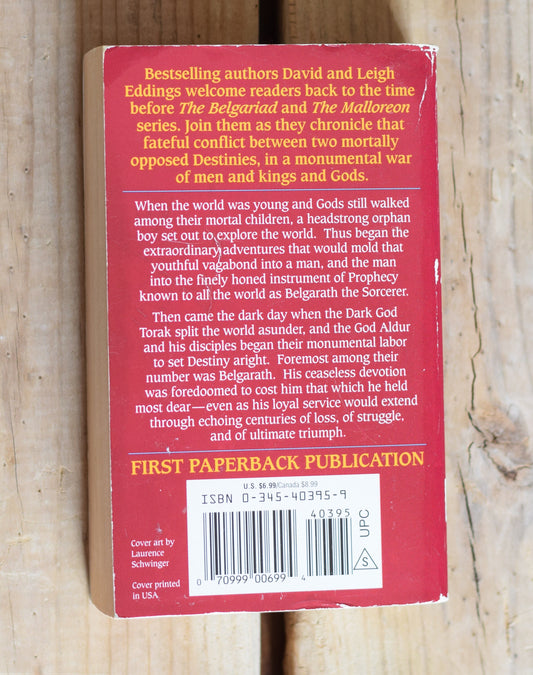 Bestselling authors David and Leigh
Eddings welcome readers back to the time
before The Belgariad and The Malloreon
series. Join them as they chronicle that
fateful conflict between two mortally
opposed Destinies, in a monumental war
of men and kings and Gods.
When the world was young and Gods still walked
among their mortal children, a headstrong orphan
boy set out to explore the world. Thus began the
extraordinary adventures that would mold that
youthful vagabond into a man, and the man
into the finely honed instrument of Prophecy
known to all the world as Belgarath the Sorcerer.
Then came the dark day when the Dark God
Torak split the world asunder, and the God Aldur
and his disciples began their monumental labor
to set Destiny aright. Foremost among their
number was Belgarath. His ceaseless devotion
was foredoomed to cost him that which he held
most dear—even as his loyal service would extend
through echoing centuries of loss, of struggle,
and of ultimate triumph.
FIRST PAPERBACK PUBLICATION
U.S. $6.99/Canada $8.99
ISBN 0-345-40395-9
40395
UPC
S
0 70999 00699 4
Cover art by
Laurence
Schwinger
Cover printed
in USA